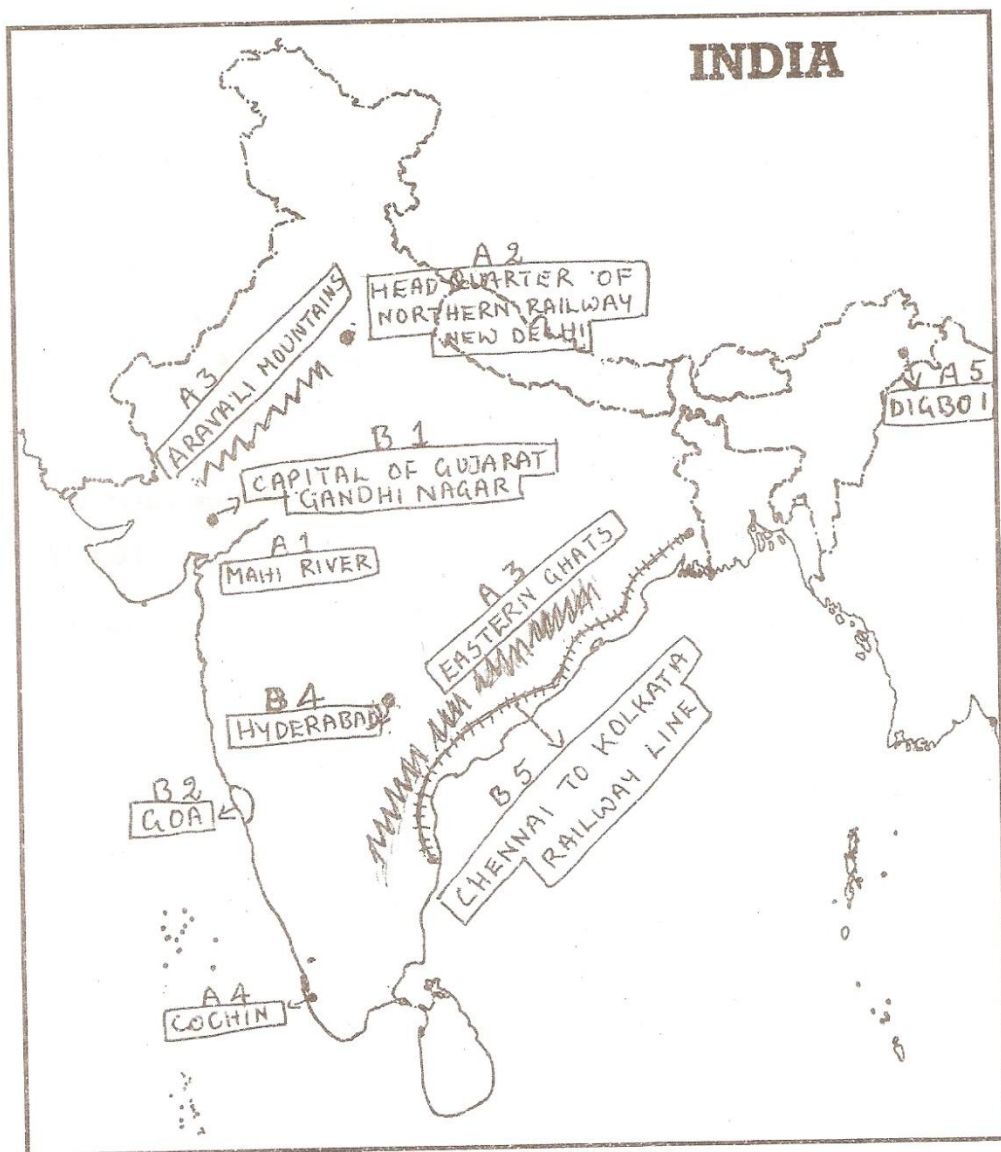 INDIA
A 2
HEAD QUARTER OF
NORTHERN RAILWAY
NEW DELHI
A 3
ARAVALI MOUNTAINS
A 5
DIGBOI
B 1
CAPITAL OF GUJARAT
GANDHI NAGAR
A 1
MAHI RIVER
A 3
EASTERN GHATS
B 4
HYDERABAD
B 5
CHENNAI TO KOLKATA
RAILWAY LINE
B 2
GOA
A 4
COCHIN